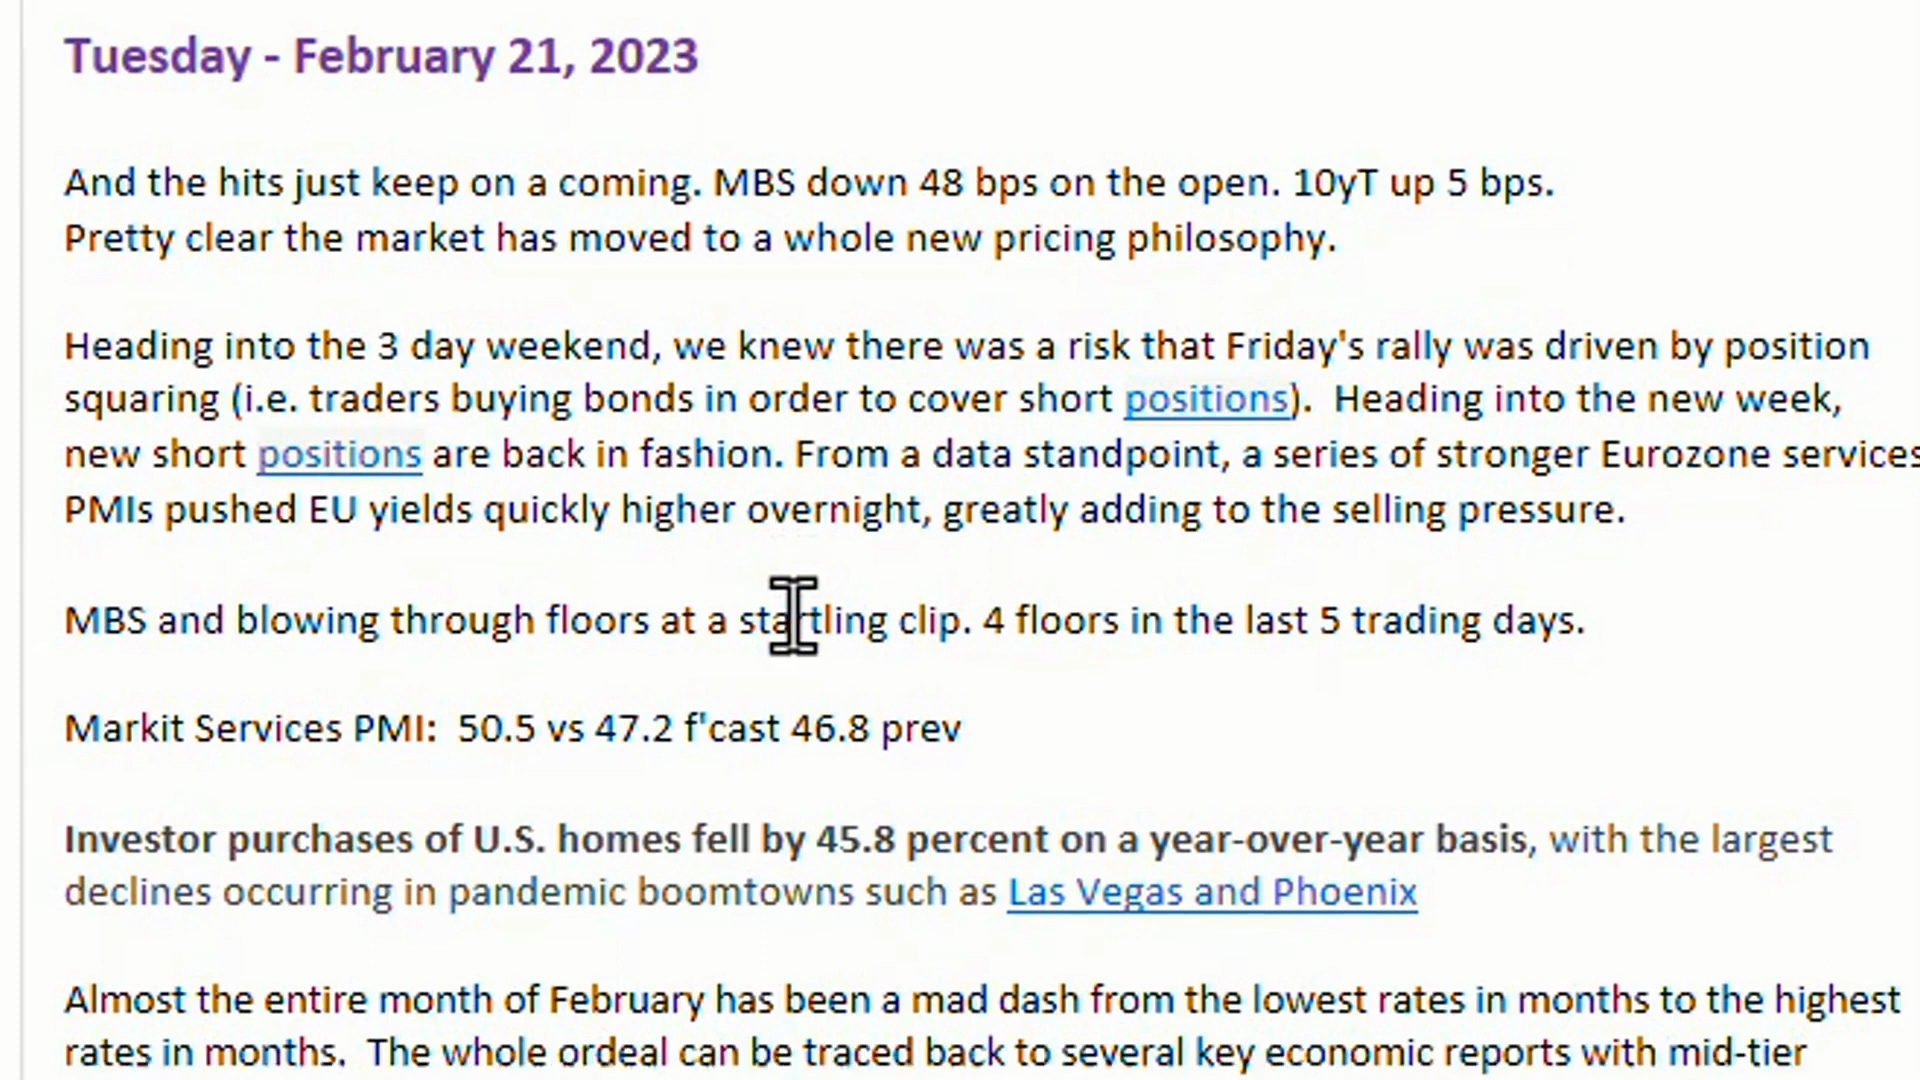 Tuesday - February 21, 2023
And the hits just keep on a coming. MBS down 48 bps on the open. 10yT up 5 bps.
Pretty clear the market has moved to a whole new pricing philosophy.
Heading into the 3 day weekend, we knew there was a risk that Friday's rally was driven by position
squaring (i.e. traders buying bonds in order to cover short positions).  Heading into the new week,
new short positions are back in fashion. From a data standpoint, a series of stronger Eurozone services
PMIs pushed EU yields quickly higher overnight, greatly adding to the selling pressure.
MBS and blowing through floors at a startling clip. 4 floors in the last 5 trading days.
Markit Services PMI:  50.5 vs 47.2 f'cast 46.8 prev
Investor purchases of U.S. homes fell by 45.8 percent on a year-over-year basis, with the largest
declines occurring in pandemic boomtowns such as Las Vegas and Phoenix
Almost the entire month of February has been a mad dash from the lowest rates in months to the highest
rates in months.  The whole ordeal can be traced back to several key economic reports with mid-tier